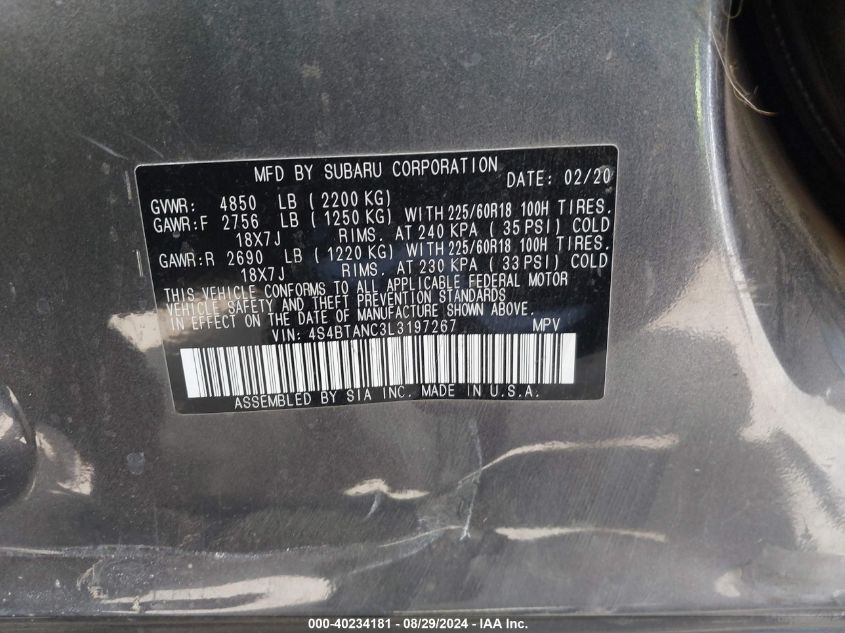 MFD BY SUBARU CORPORATION
DATE: 02/20
GVWR: 4850 LB ( 2200 KG)
GAWR:F 2756 LB ( 1250 KG) WITH 225/60R18 100H TIRES.
18X7J RIMS. AT 240 KPA ( 35 PSI) COLD
GAWR:R 2690 LB ( 1220 KG) WITH 225/60R18 100H TIRES.
18X7J RIMS. AT 230 KPA ( 33 PSI) COLD
THIS VEHICLE CONFORMS TO ALL APPLICABLE FEDERAL MOTOR
VEHICLE SAFETY AND THEFT PREVENTION STANDARDS
IN EFFECT ON THE DATE OF MANUFACTURE SHOWN ABOVE.
VIN: 4S4BTANC3L3197267 MPV
ASSEMBLED BY SIA INC. MADE IN U.S.A.
000-40234181 - 08/29/2024 - IAA Inc.